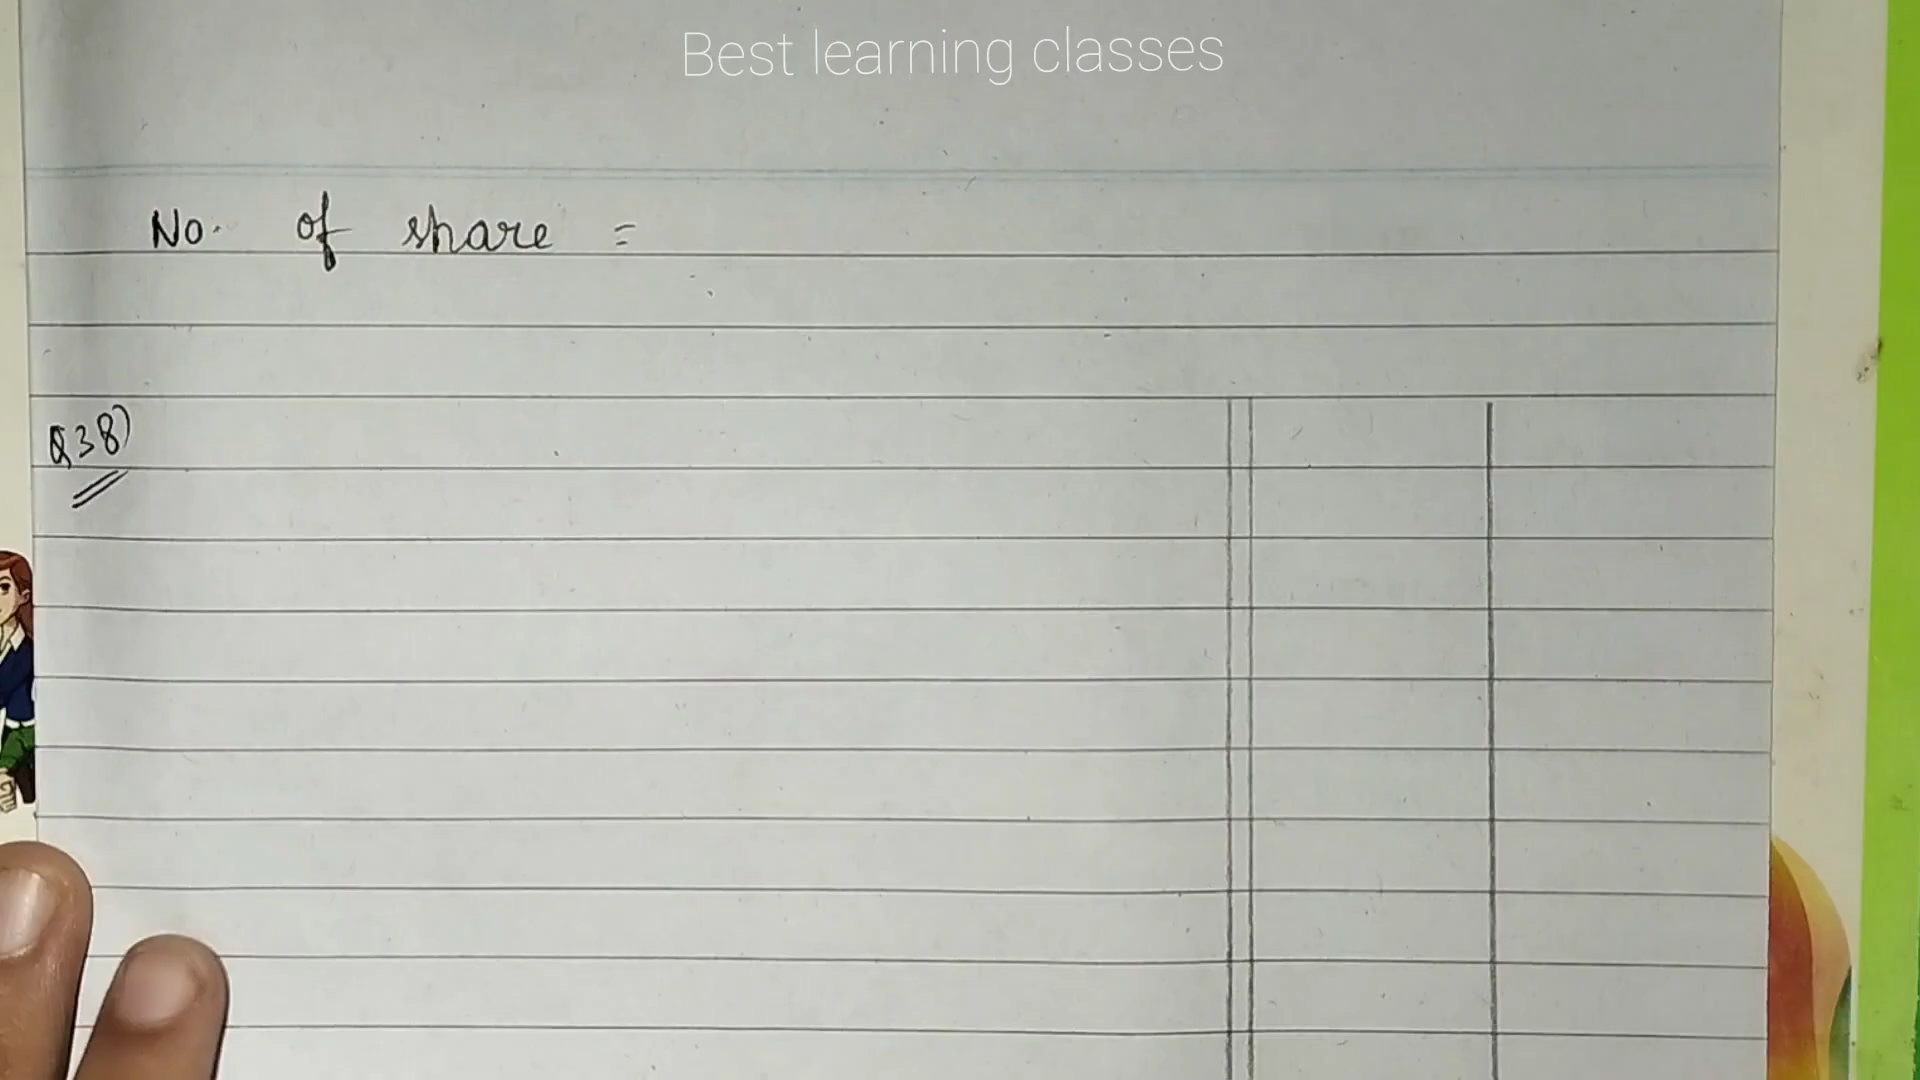 Best learning classes
No. of share =
Q38)